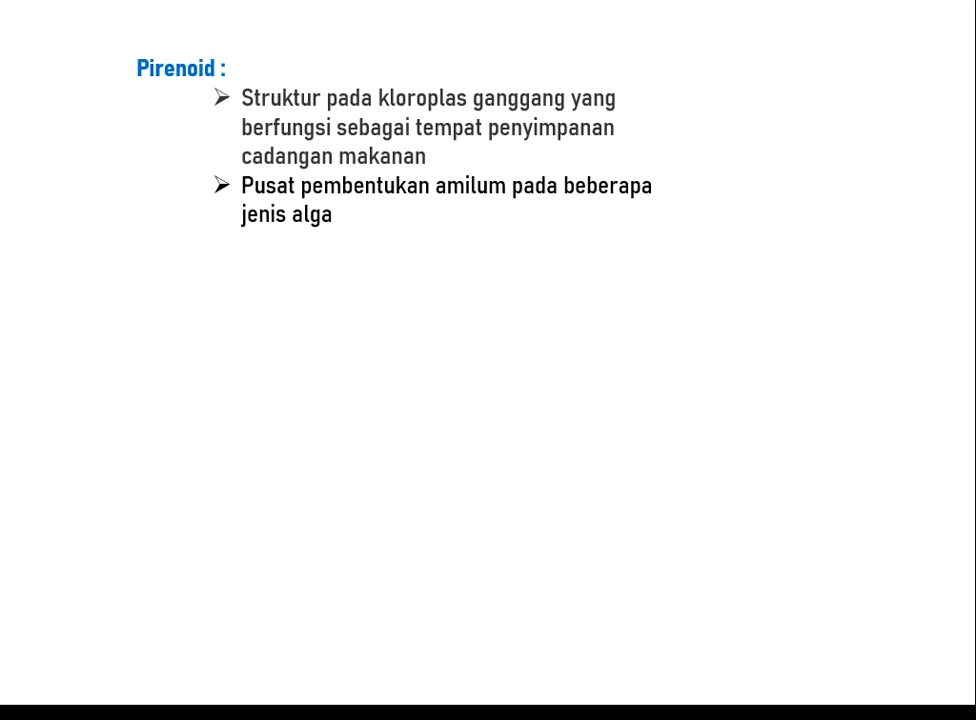 Pirenoid :
➢ Struktur pada kloroplas ganggang yang
berfungsi sebagai tempat penyimpanan
cadangan makanan
➢ Pusat pembentukan amilum pada beberapa
jenis alga